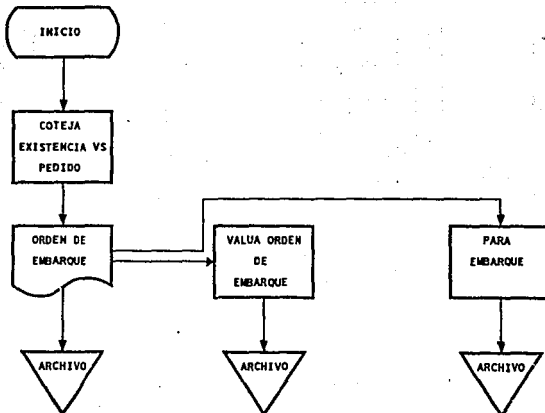 INICIO
COTEJA
EXISTENCIA VS
PEDIDO
ORDEN DE
EMBARQUE
VALUA ORDEN
DE
EMBARQUE
PARA
EMBARQUE
ARCHIVO
ARCHIVO
ARCHIVO